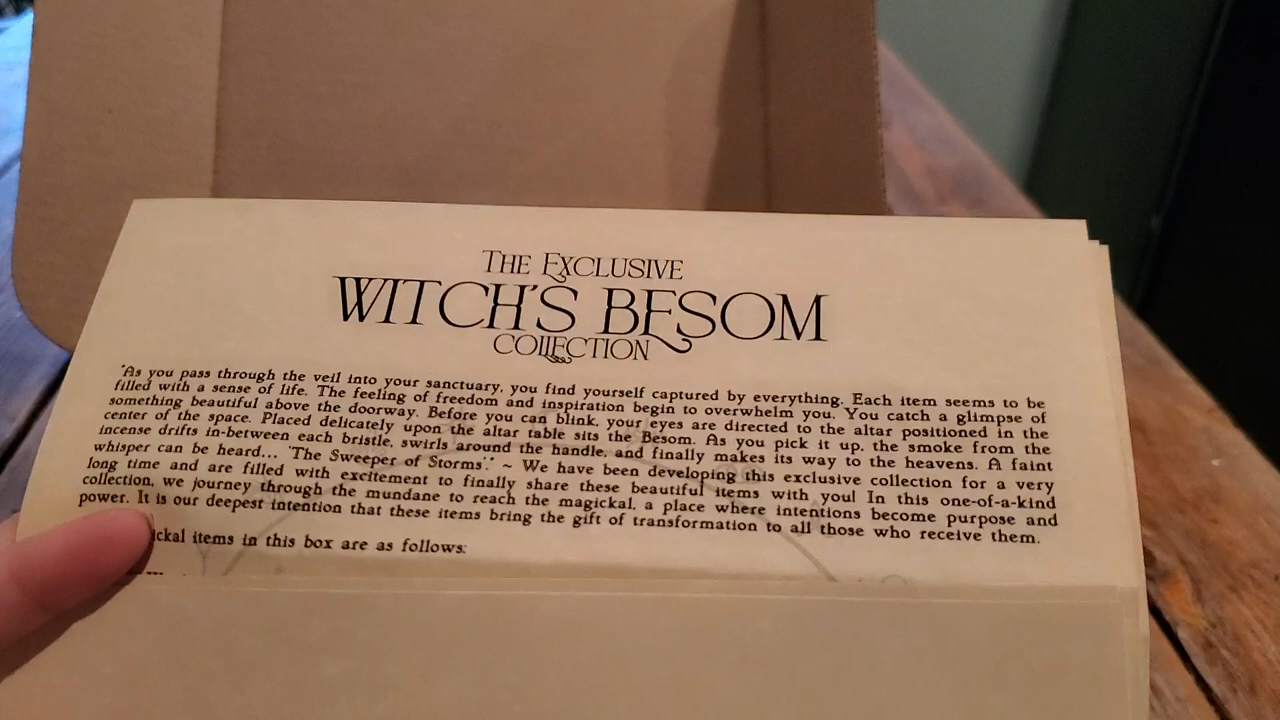 THE EXCLUSIVE
WITCH'S BESOM
COLLECTION
"As you pass through the veil into your sanctuary, you find yourself captured by everything. Each item seems to be
filled with a sense of life. The feeling of freedom and inspiration begin to overwhelm you. You catch a glimpse of
something beautiful above the doorway. Before you can blink, your eyes are directed to the altar positioned in the
center of the space. Placed delicately upon the altar table sits the Besom. As you pick it up, the smoke from the
incense drifts in-between each bristle, swirls around the handle, and finally makes its way to the heavens. A faint
whisper can be heard... 'The Sweeper of Storms'." ~ We have been developing this exclusive collection for a very
long time and are filled with excitement to finally share these beautiful items with you! In this one-of-a-kind
collection, we journey through the mundane to reach the magickal, a place where intentions become purpose and
power. It is our deepest intention that these items bring the gift of transformation to all those who receive them.
ickal items in this box are as follows: